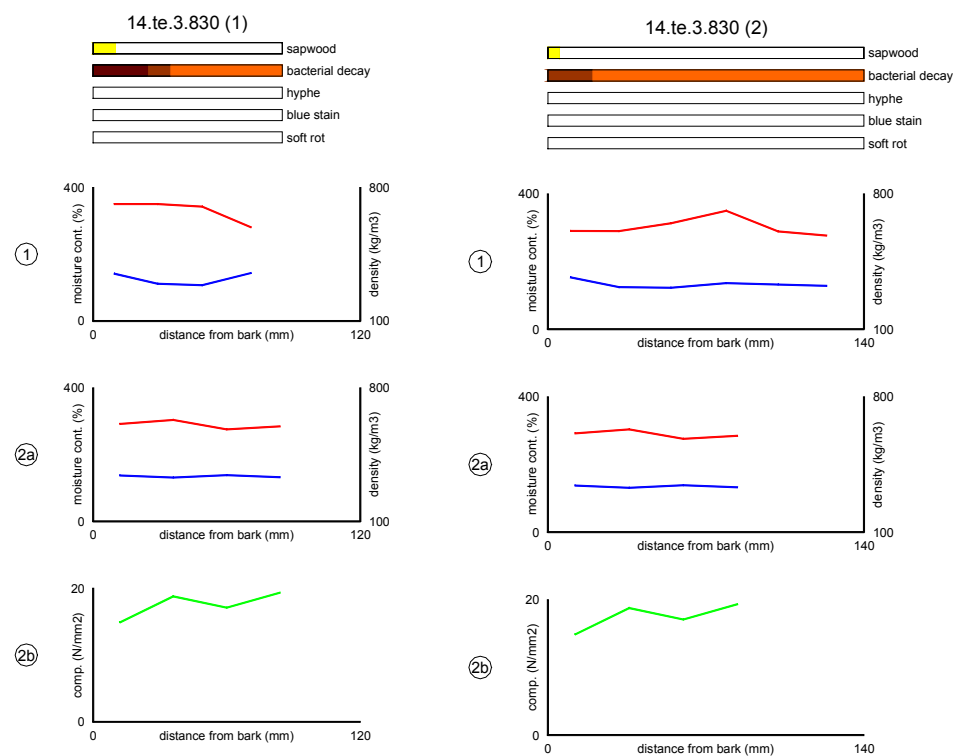 14.te.3.830 (1)
sapwood
bacterial decay
hyphe
blue stain
soft rot
1
400
800
moisture cont. (%)
density (kg/m3)
0
100
0
distance from bark (mm)
120
2a
400
800
moisture cont. (%)
density (kg/m3)
0
100
0
distance from bark (mm)
120
2b
20
comp. (N/mm2)
0
0
distance from bark (mm)
120
14.te.3.830 (2)
sapwood
bacterial decay
hyphe
blue stain
soft rot
1
400
800
moisture cont. (%)
density (kg/m3)
0
100
0
distance from bark (mm)
140
2a
400
800
moisture cont. (%)
density (kg/m3)
0
100
0
distance from bark (mm)
140
2b
20
comp. (N/mm2)
0
0
distance from bark (mm)
140